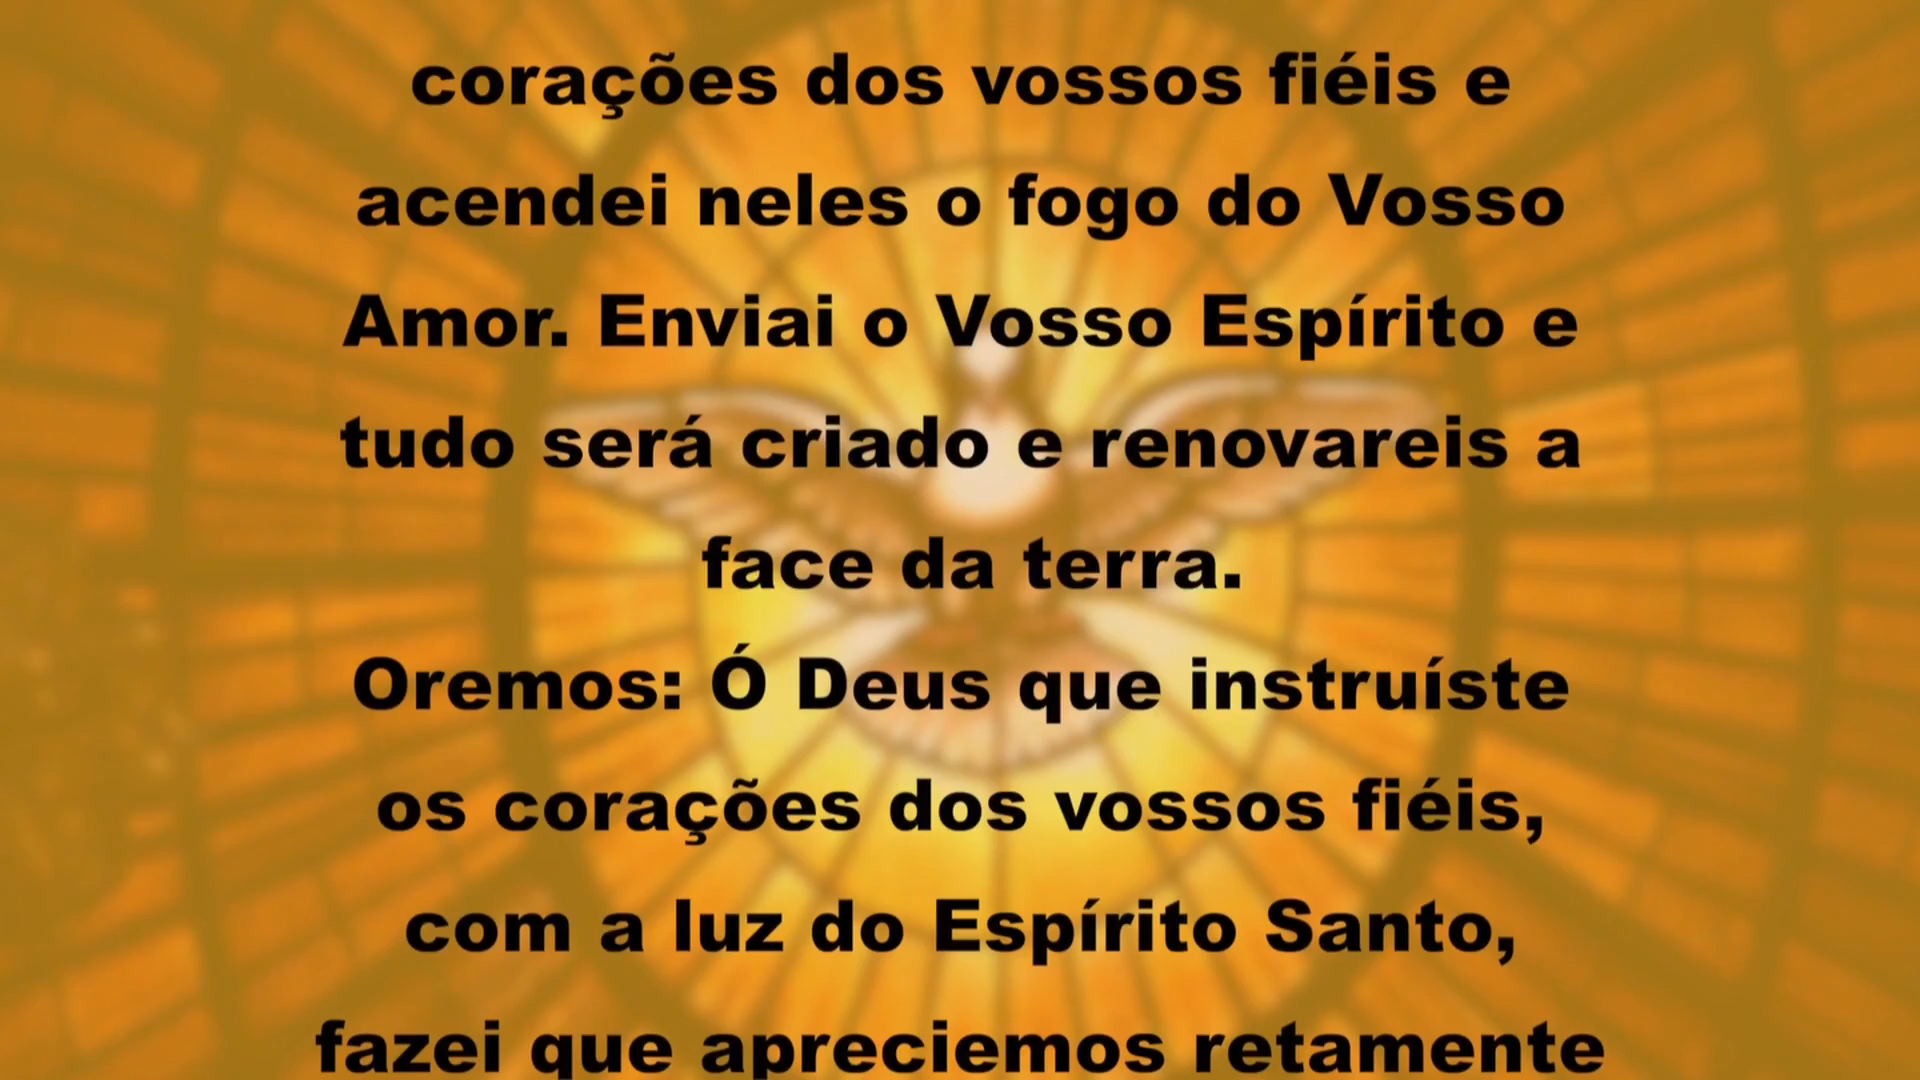 corações dos vossos fiéis e
acendei neles o fogo do Vosso
Amor. Enviai o Vosso Espírito e
tudo será criado e renovareis a
face da terra.
Oremos: Ó Deus que instruíste
os corações dos vossos fiéis,
com a luz do Espírito Santo,
fazei que apreciemos retamente